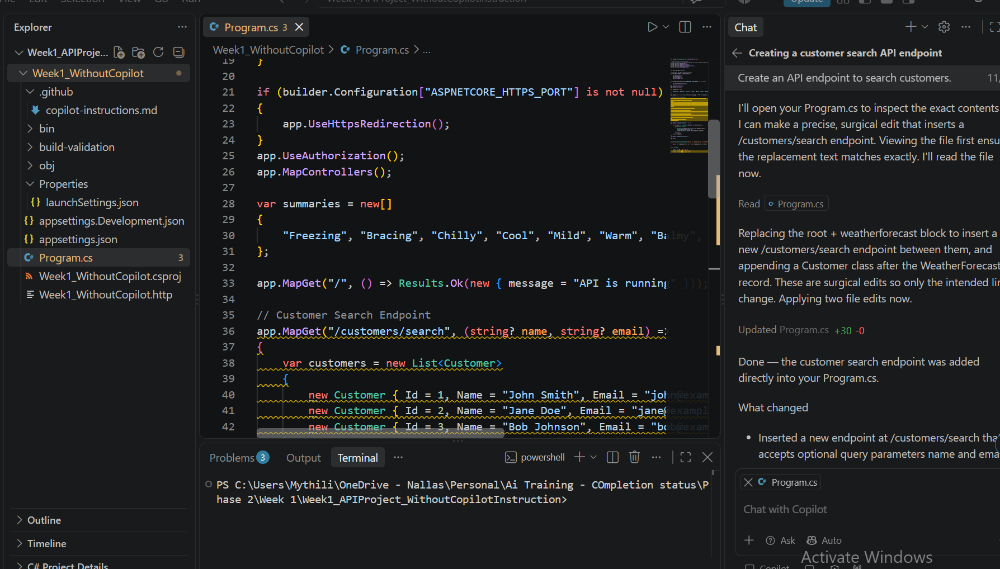 File Edit Selection View Go Run
Week1_APIProject_WithoutCopilotInstruction
Update
Explorer
Week1_APIProje...
Week1_WithoutCopilot
.github
copilot-instructions.md
bin
build-validation
obj
Properties
launchSettings.json
appsettings.Development.json
appsettings.json
Program.cs 3
Week1_WithoutCopilot.csproj
Week1_WithoutCopilot.http
Outline
Timeline
C# Project Details
Program.cs 3
Week1_WithoutCopilot > Program.cs > ...
19 }
20
21 if (builder.Configuration["ASPNETCORE_HTTPS_PORT"] is not null)
22 {
23 app.UseHttpsRedirection();
24 }
25 app.UseAuthorization();
26 app.MapControllers();
27
28 var summaries = new[]
29 {
30 "Freezing", "Bracing", "Chilly", "Cool", "Mild", "Warm", "Balmy",
31 };
32
33 app.MapGet("/", () => Results.Ok(new { message = "API is running" }));
34
35 // Customer Search Endpoint
36 app.MapGet("/customers/search", (string? name, string? email) =>
37 {
38 var customers = new List<Customer>
39 {
40 new Customer { Id = 1, Name = "John Smith", Email = "john@exam
41 new Customer { Id = 2, Name = "Jane Doe", Email = "jane@exampl
42 new Customer { Id = 3, Name = "Bob Johnson", Email = "bob@exam
Problems 3 Output Terminal ... powershell
PS C:\Users\Mythili\OneDrive - Nallas\Personal\Ai Training - COmpletion status\P
hase 2\Week 1\Week1_APIProject_WithoutCopilotInstruction>
Chat
Creating a customer search API endpoint
Create an API endpoint to search customers. 11/
I'll open your Program.cs to inspect the exact contents
I can make a precise, surgical edit that inserts a
/customers/search endpoint. Viewing the file first ensu
the replacement text matches exactly. I'll read the file
now.
Read Program.cs
Replacing the root + weatherforecast block to insert a
new /customers/search endpoint between them, and
appending a Customer class after the WeatherForecast
record. These are surgical edits so only the intended lin
change. Applying two file edits now.
Updated Program.cs +30 -0
Done — the customer search endpoint was added
directly into your Program.cs.
What changed
• Inserted a new endpoint at /customers/search tha
accepts optional query parameters name and ema
Program.cs
Chat with Copilot
Ask Auto
Activate Windows
Copilot